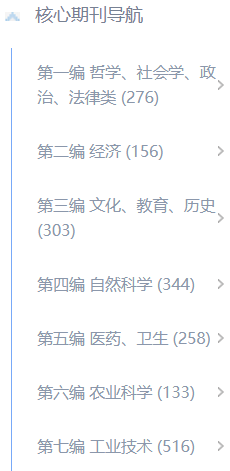 核心期刊导航
第一编 哲学、社会学、政
治、法律类 (276)
第二编 经济 (156)
第三编 文化、教育、历史
(303)
第四编 自然科学 (344)
第五编 医药、卫生 (258)
第六编 农业科学 (133)
第七编 工业技术 (516)